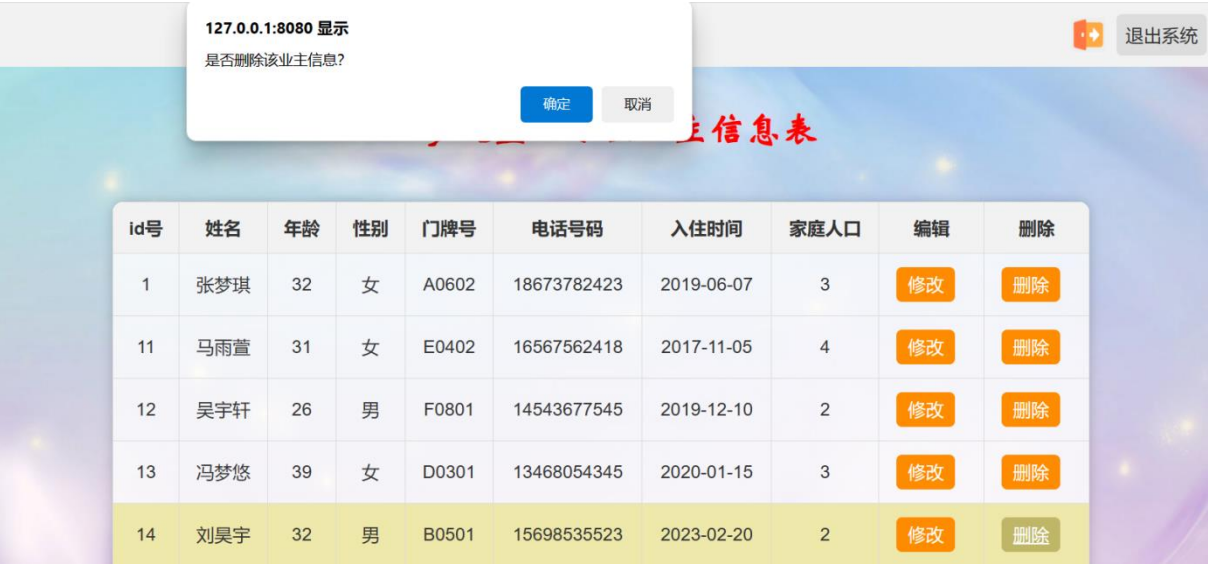 127.0.0.1:8080 显示
是否删除该业主信息?
确定 取消
退出系统
主信息表
id号 姓名 年龄 性别 门牌号 电话号码 入住时间 家庭人口 编辑 删除
1 张梦琪 32 女 A0602 18673782423 2019-06-07 3 修改 删除
11 马雨萱 31 女 E0402 16567562418 2017-11-05 4 修改 删除
12 吴宇轩 26 男 F0801 14543677545 2019-12-10 2 修改 删除
13 冯梦悠 39 女 D0301 13468054345 2020-01-15 3 修改 删除
14 刘昊宇 32 男 B0501 15698535523 2023-02-20 2 修改 删除